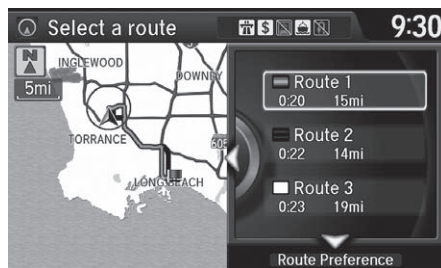 Select a route
$
9:30
N
5mi
INGLEWOOD
DOWNEY
TORRANCE
605
LONG BEACH
Route 1
0:20 15mi
Route 2
0:22 14mi
Route 3
0:23 19mi
Route Preference